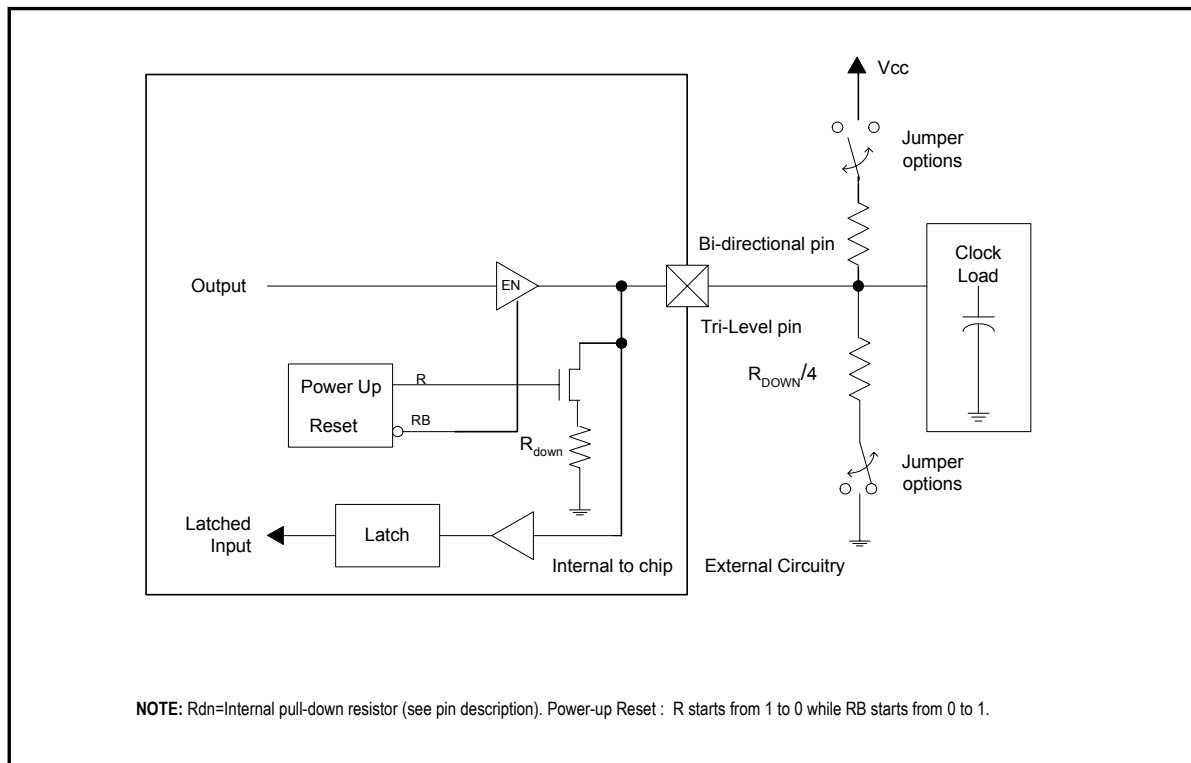 Vcc
Jumper
options
Bi-directional pin
Clock
Load
Output
EN
Tri-Level pin
R
Power Up
Reset
RB
R_DOWN/4
R_down
Jumper
options
Latched
Input
Latch
Internal to chip
External Circuitry
NOTE: Rdn=Internal pull-down resistor (see pin description). Power-up Reset : R starts from 1 to 0 while RB starts from 0 to 1.